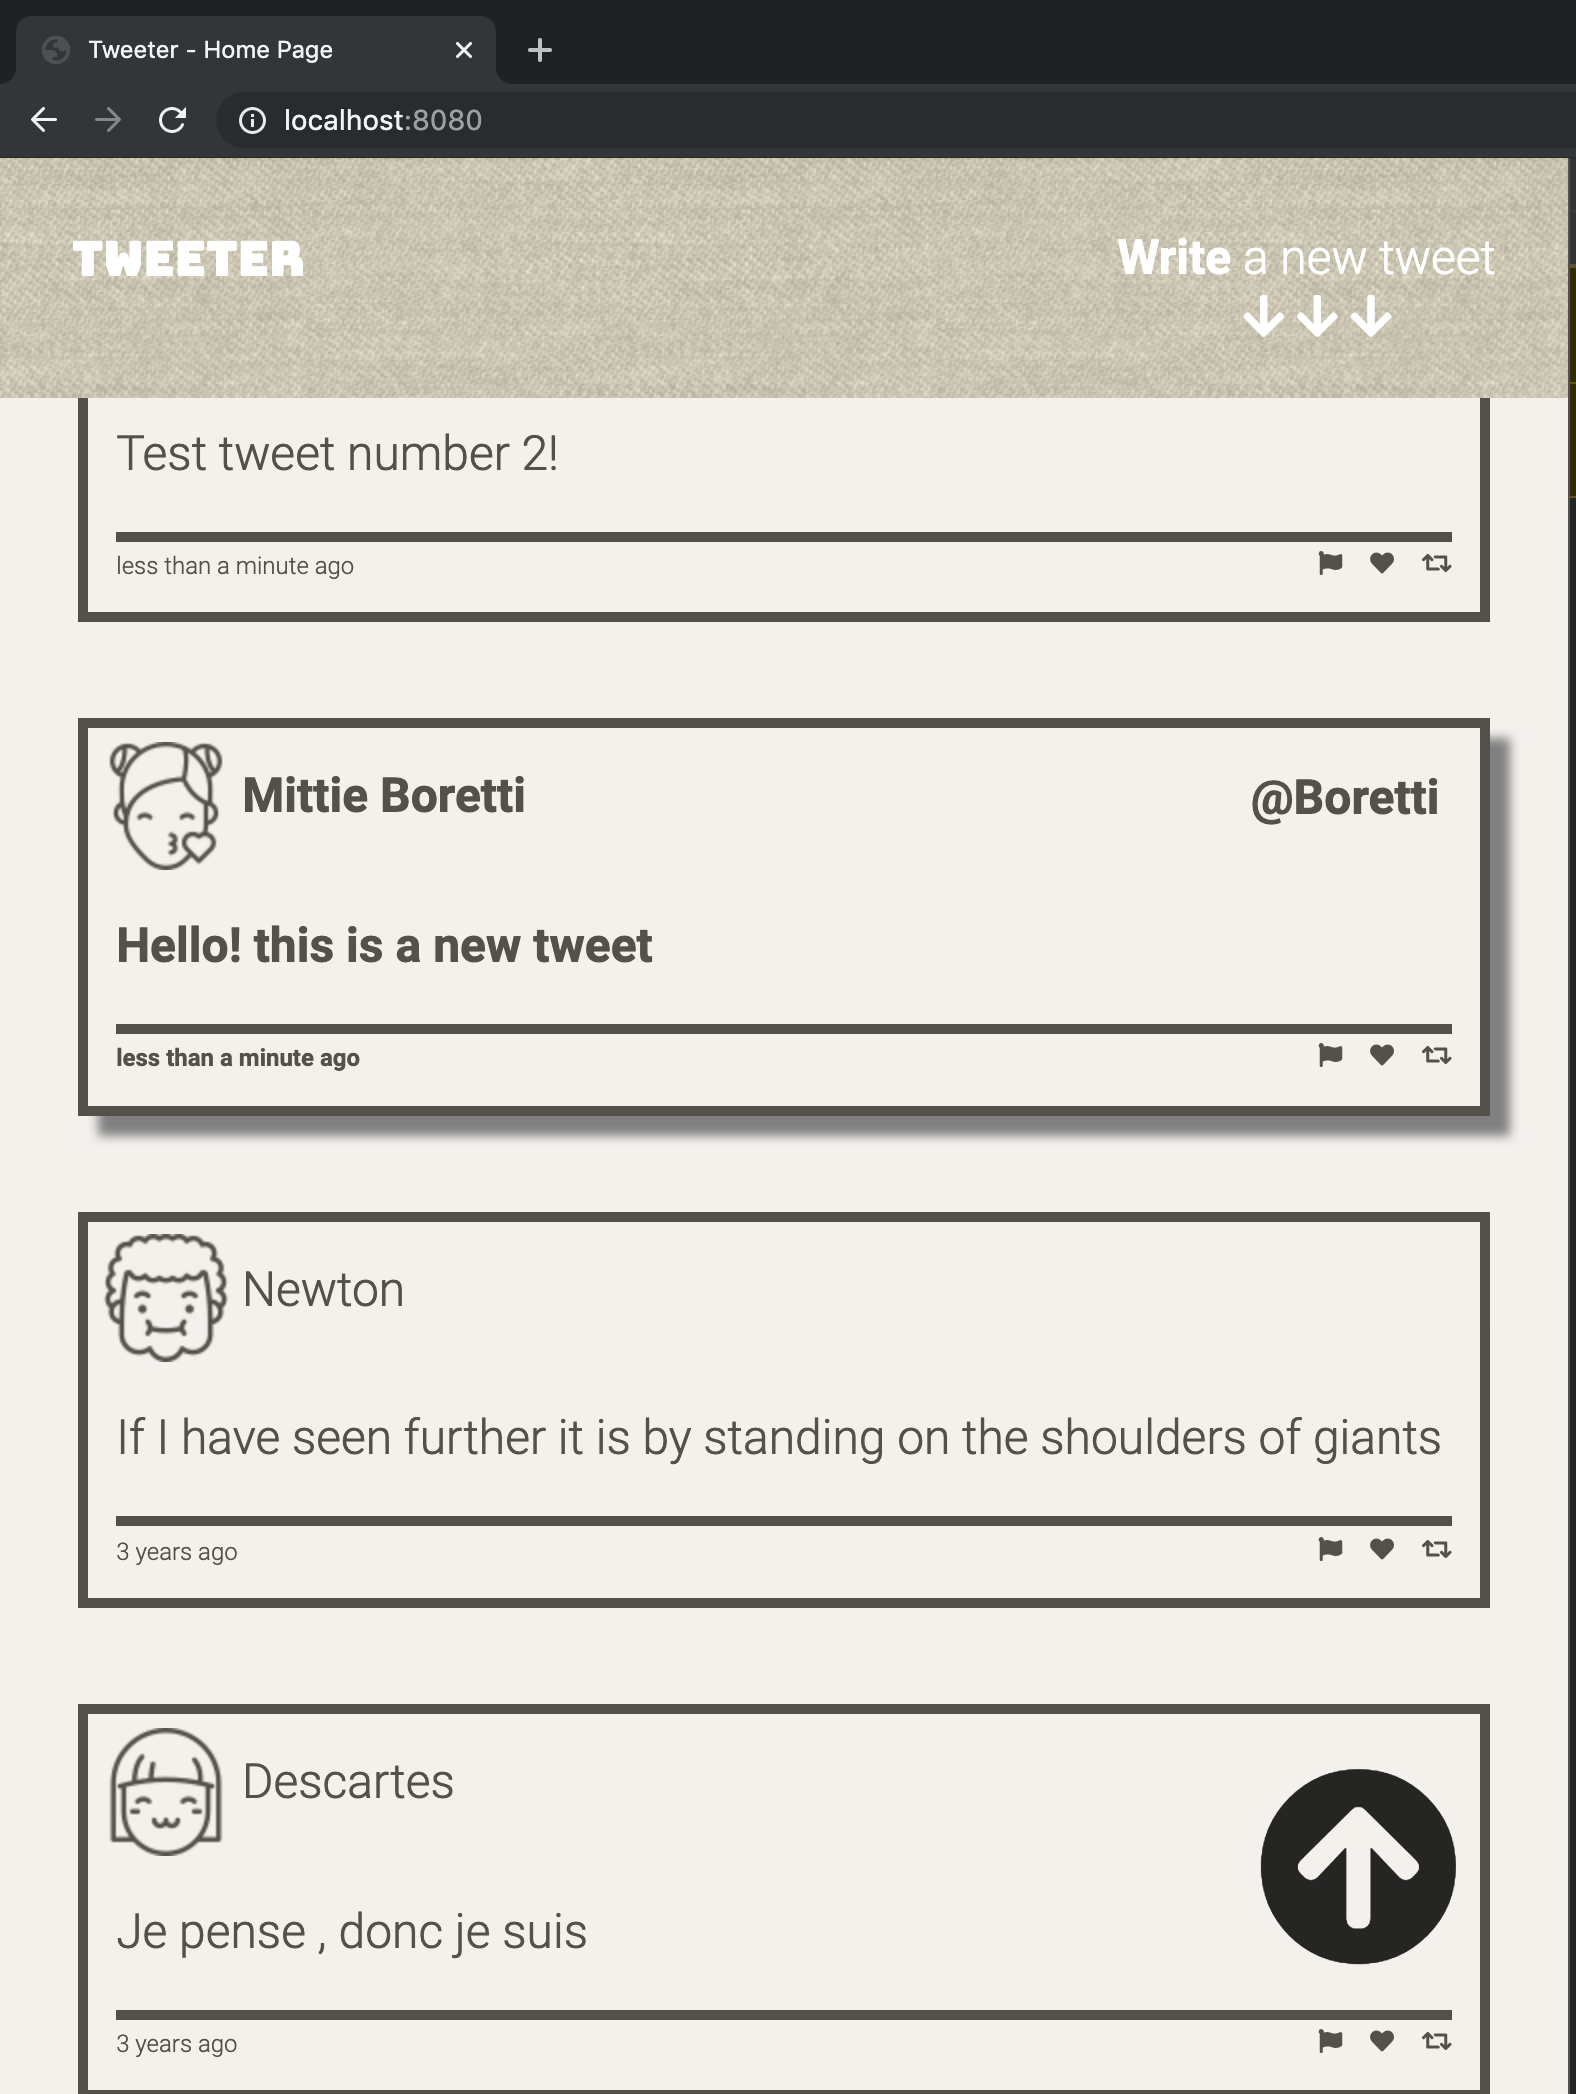 Tweeter - Home Page
localhost:8080
TWEETER
Write a new tweet
Test tweet number 2!
less than a minute ago
Mittie Boretti
@Boretti
Hello! this is a new tweet
less than a minute ago
Newton
If I have seen further it is by standing on the shoulders of giants
3 years ago
Descartes
Je pense , donc je suis
3 years ago